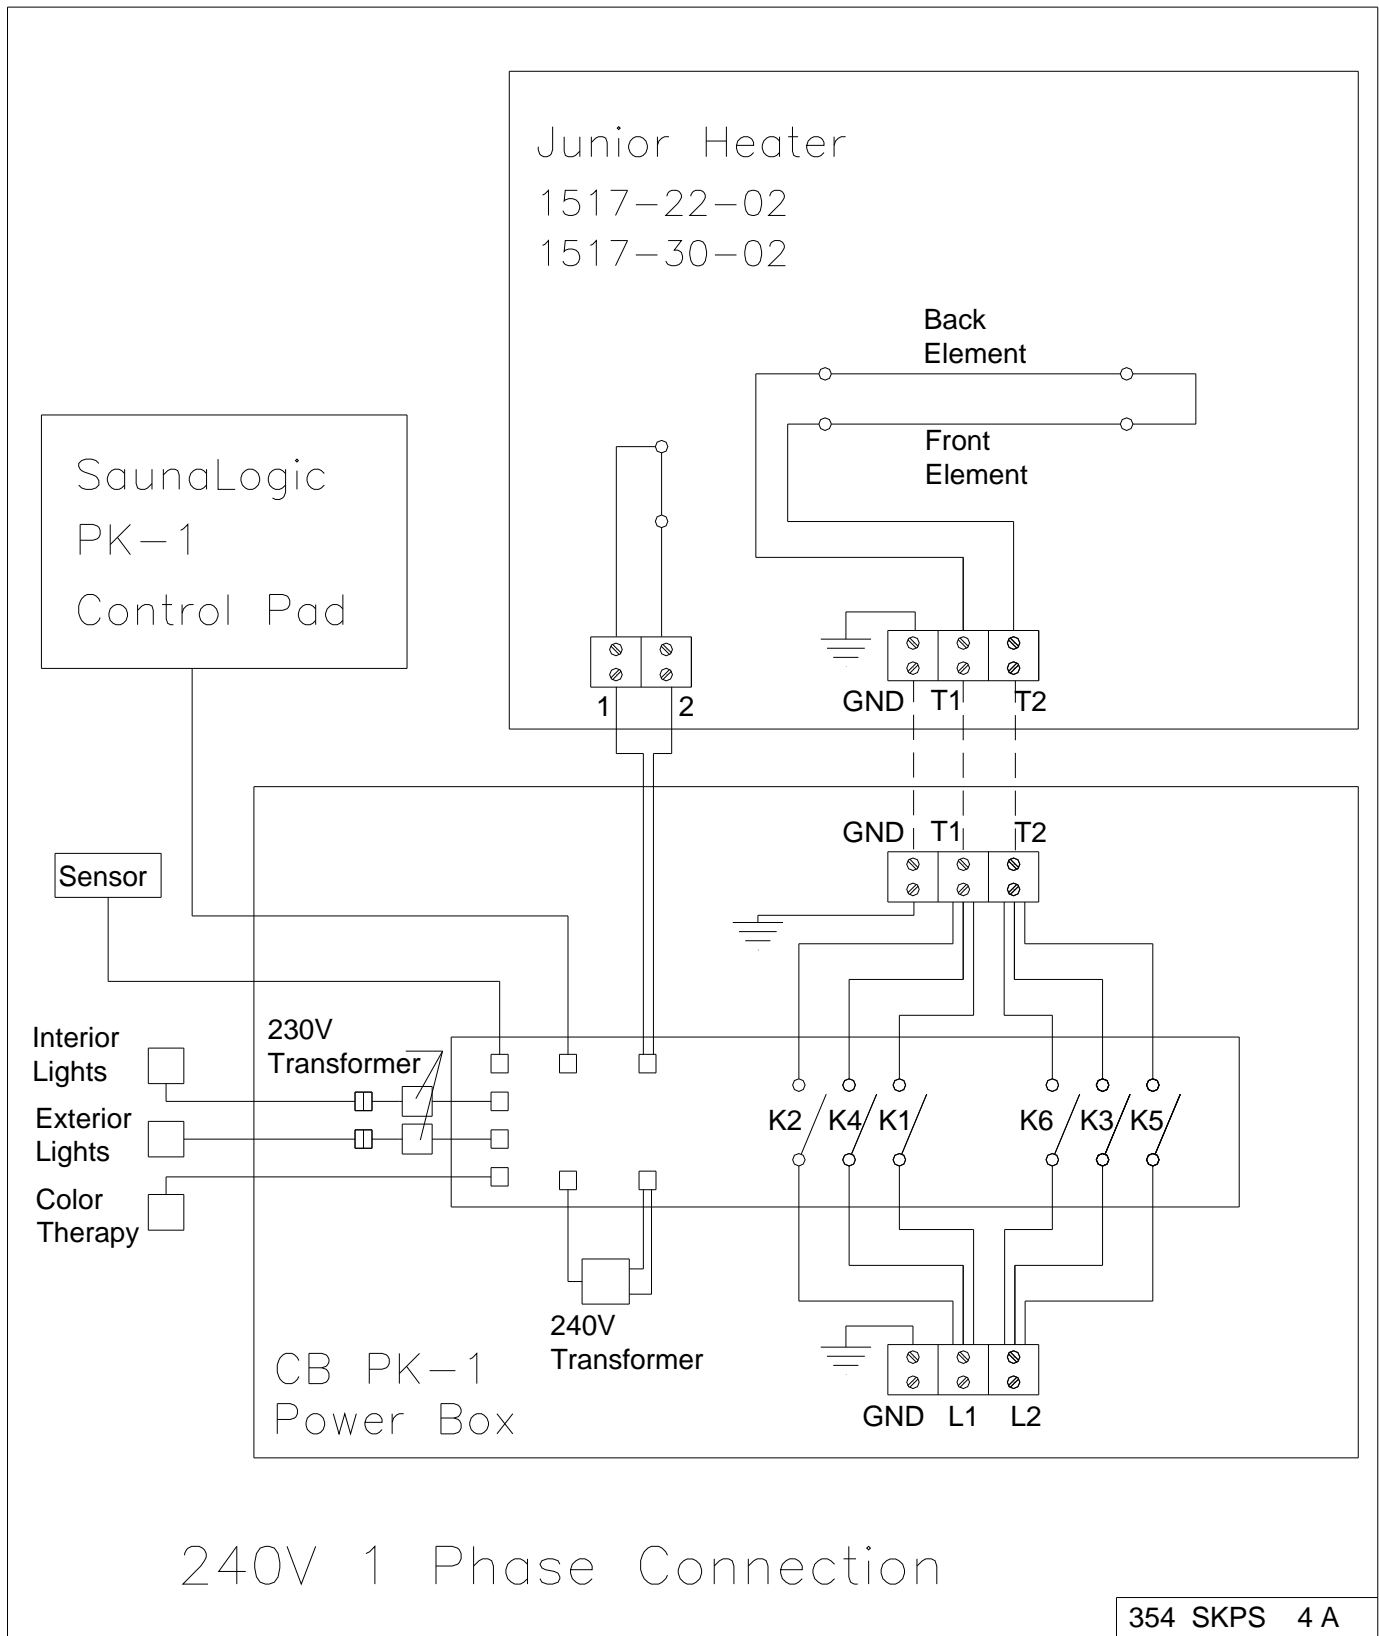 Junior Heater
1517-22-02
1517-30-02
Back
Element
Front
Element
SaunaLogic
PK-1
Control Pad
1 2
GND T1 T2
GND T1 T2
Sensor
Interior
Lights
230V
Transformer
Exterior
Lights
Color
Therapy
K2 K4 K1 K6 K3 K5
240V
Transformer
CB PK-1
Power Box
GND L1 L2
240V 1 Phase Connection
354 SKPS 4 A